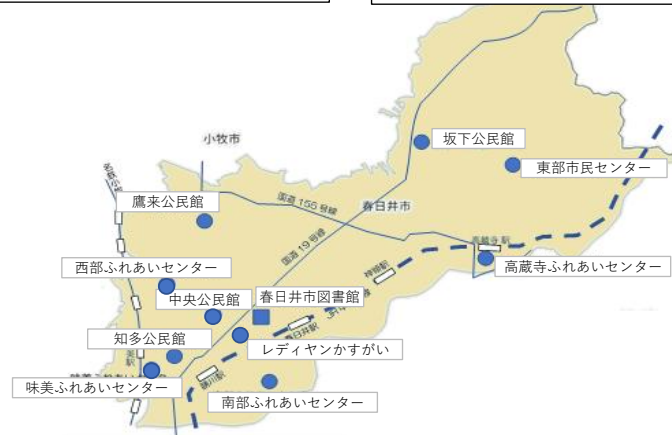 坂下公民館
小牧市
東部市民センター
鷹来公民館
国道155号線
春日井市
国道19号線
高蔵寺駅
西部ふれあいセンター
神領駅
高蔵寺ふれあいセンター
中央公民館
春日井市図書館
春日井駅
知多公民館
レディヤンかすがい
勝川駅
味美ふれあいセンター
南部ふれあいセンター